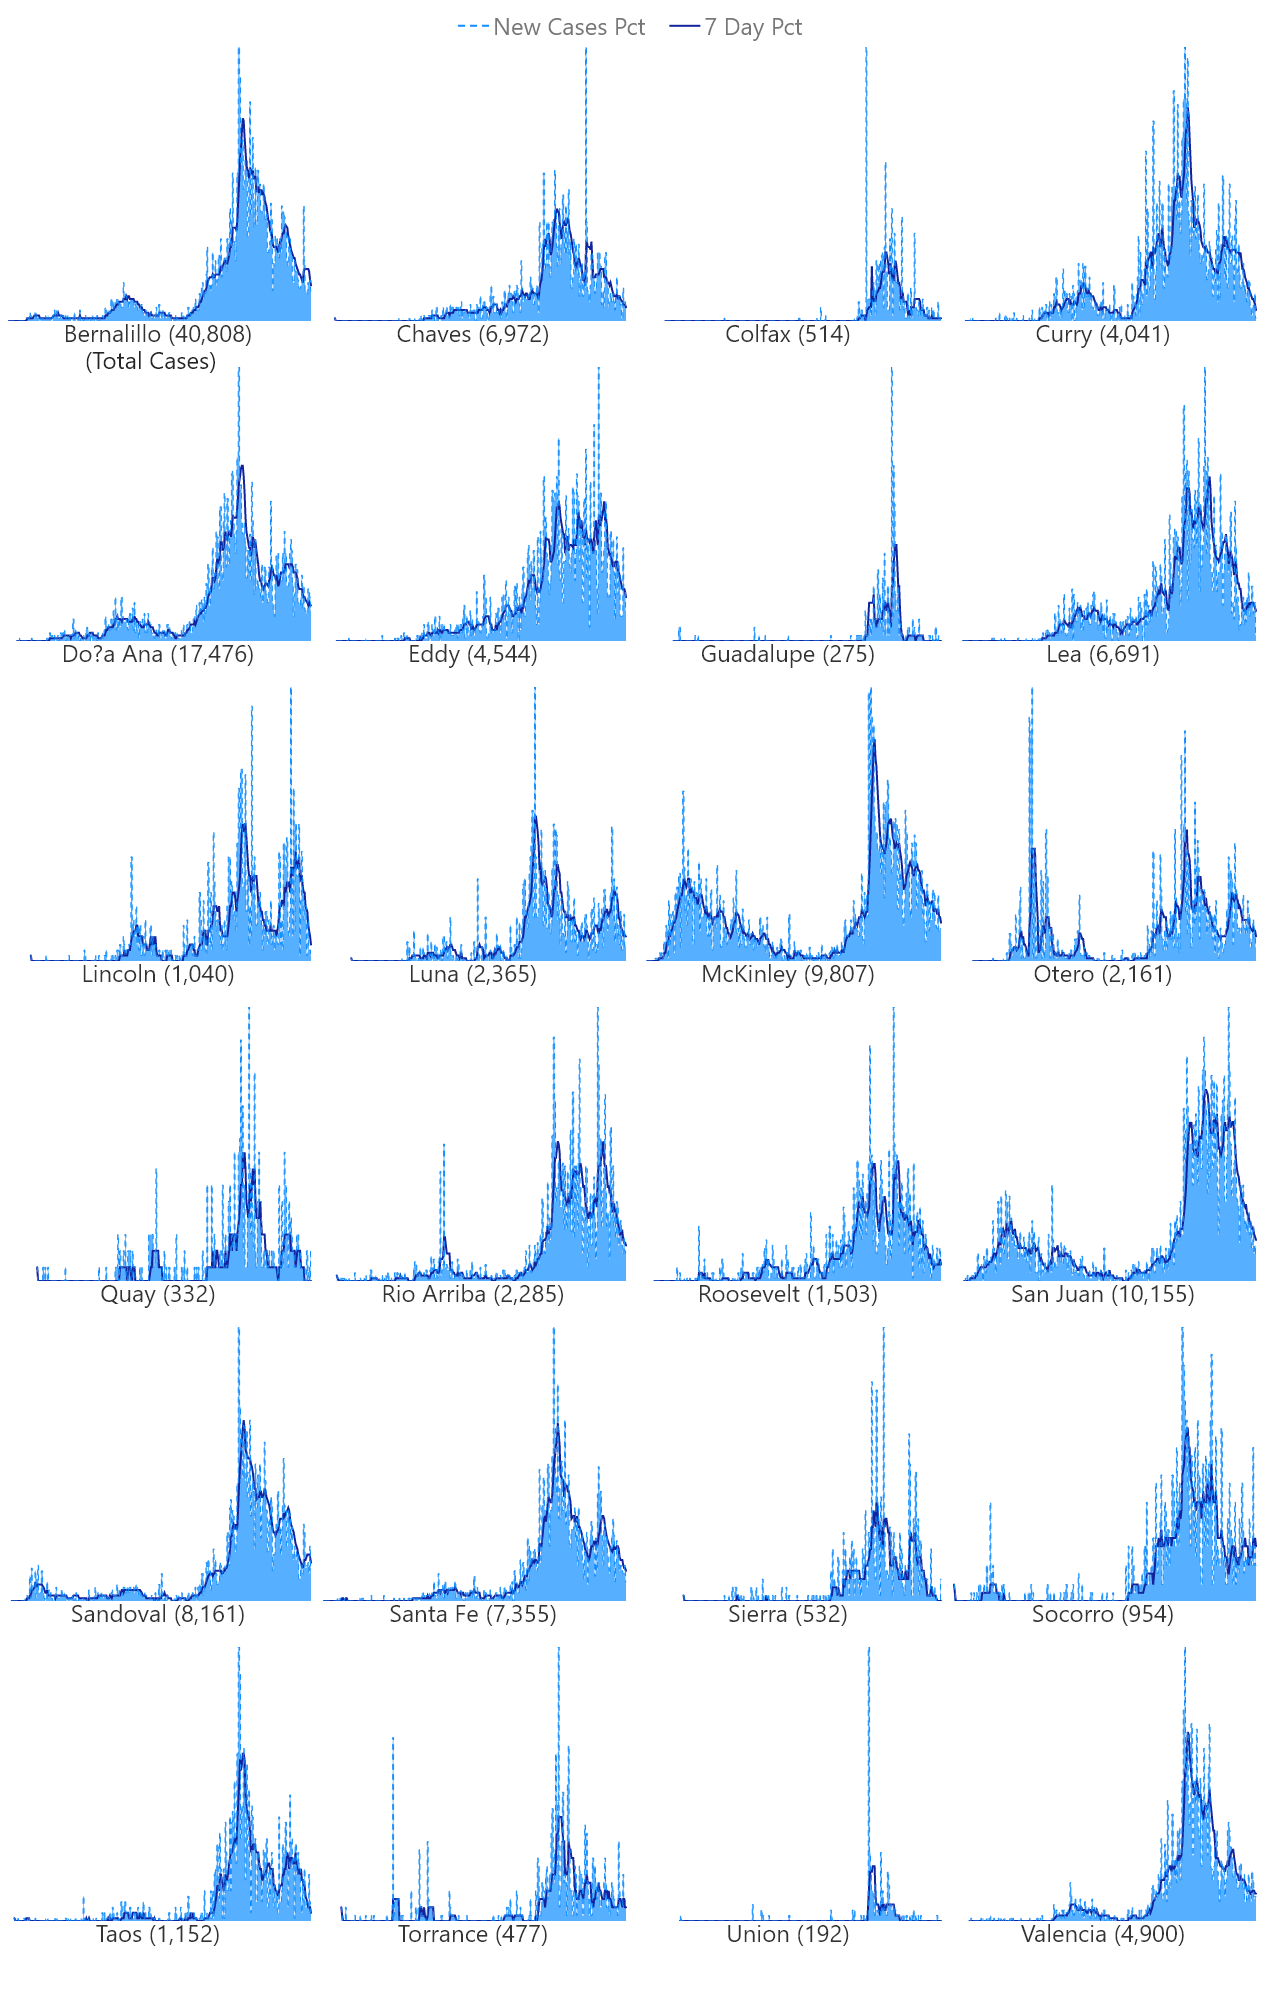 New Cases Pct 7 Day Pct
Bernalillo (40,808) Chaves (6,972) Colfax (514) Curry (4,041)
(Total Cases)
Do?a Ana (17,476) Eddy (4,544) Guadalupe (275) Lea (6,691)
Lincoln (1,040) Luna (2,365) McKinley (9,807) Otero (2,161)
Quay (332) Rio Arriba (2,285) Roosevelt (1,503) San Juan (10,155)
Sandoval (8,161) Santa Fe (7,355) Sierra (532) Socorro (954)
Taos (1,152) Torrance (477) Union (192) Valencia (4,900)